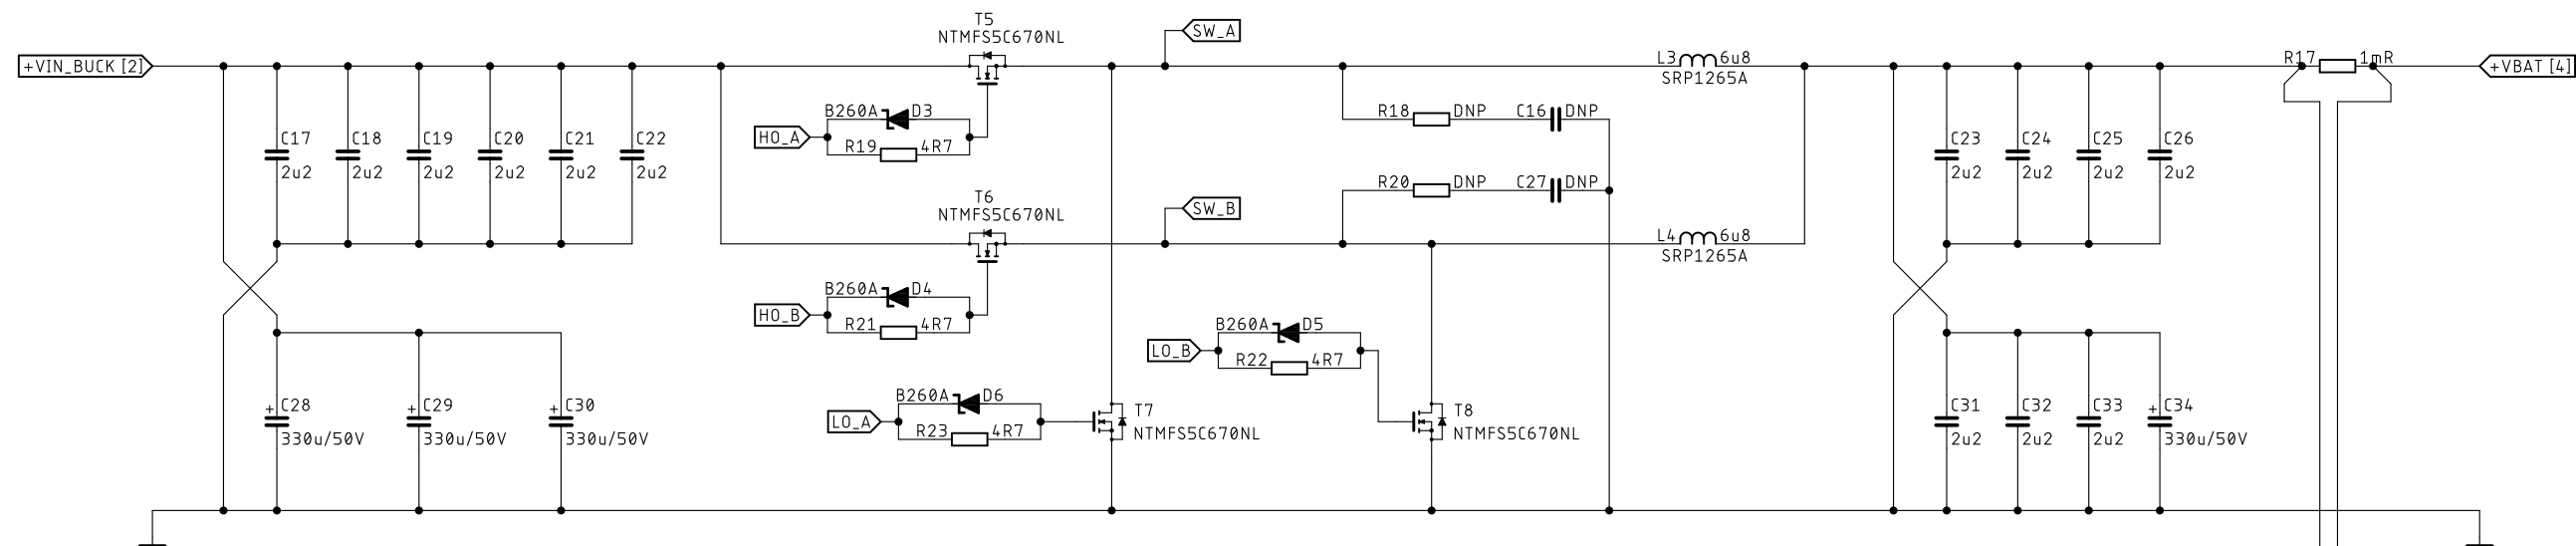 T5
NTMFS5C670NL
SW_A
+VIN_BUCK [2]
L3 6u8
SRP1265A
R17 1mR
+VBAT [4]
B260A D3
HO_A
R19 4R7
R18 DNP C16 DNP
C17 C18 C19 C20 C21 C22
2u2 2u2 2u2 2u2 2u2 2u2
C23 C24 C25 C26
2u2 2u2 2u2 2u2
R20 DNP C27 DNP
T6
NTMFS5C670NL
SW_B
L4 6u8
SRP1265A
B260A D4
HO_B
R21 4R7
B260A D5
LO_B
R22 4R7
B260A D6
LO_A
R23 4R7
T7
NTMFS5C670NL
T8
NTMFS5C670NL
+ C28 + C29 + C30
330u/50V 330u/50V 330u/50V
C31 C32 C33 + C34
2u2 2u2 2u2 330u/50V